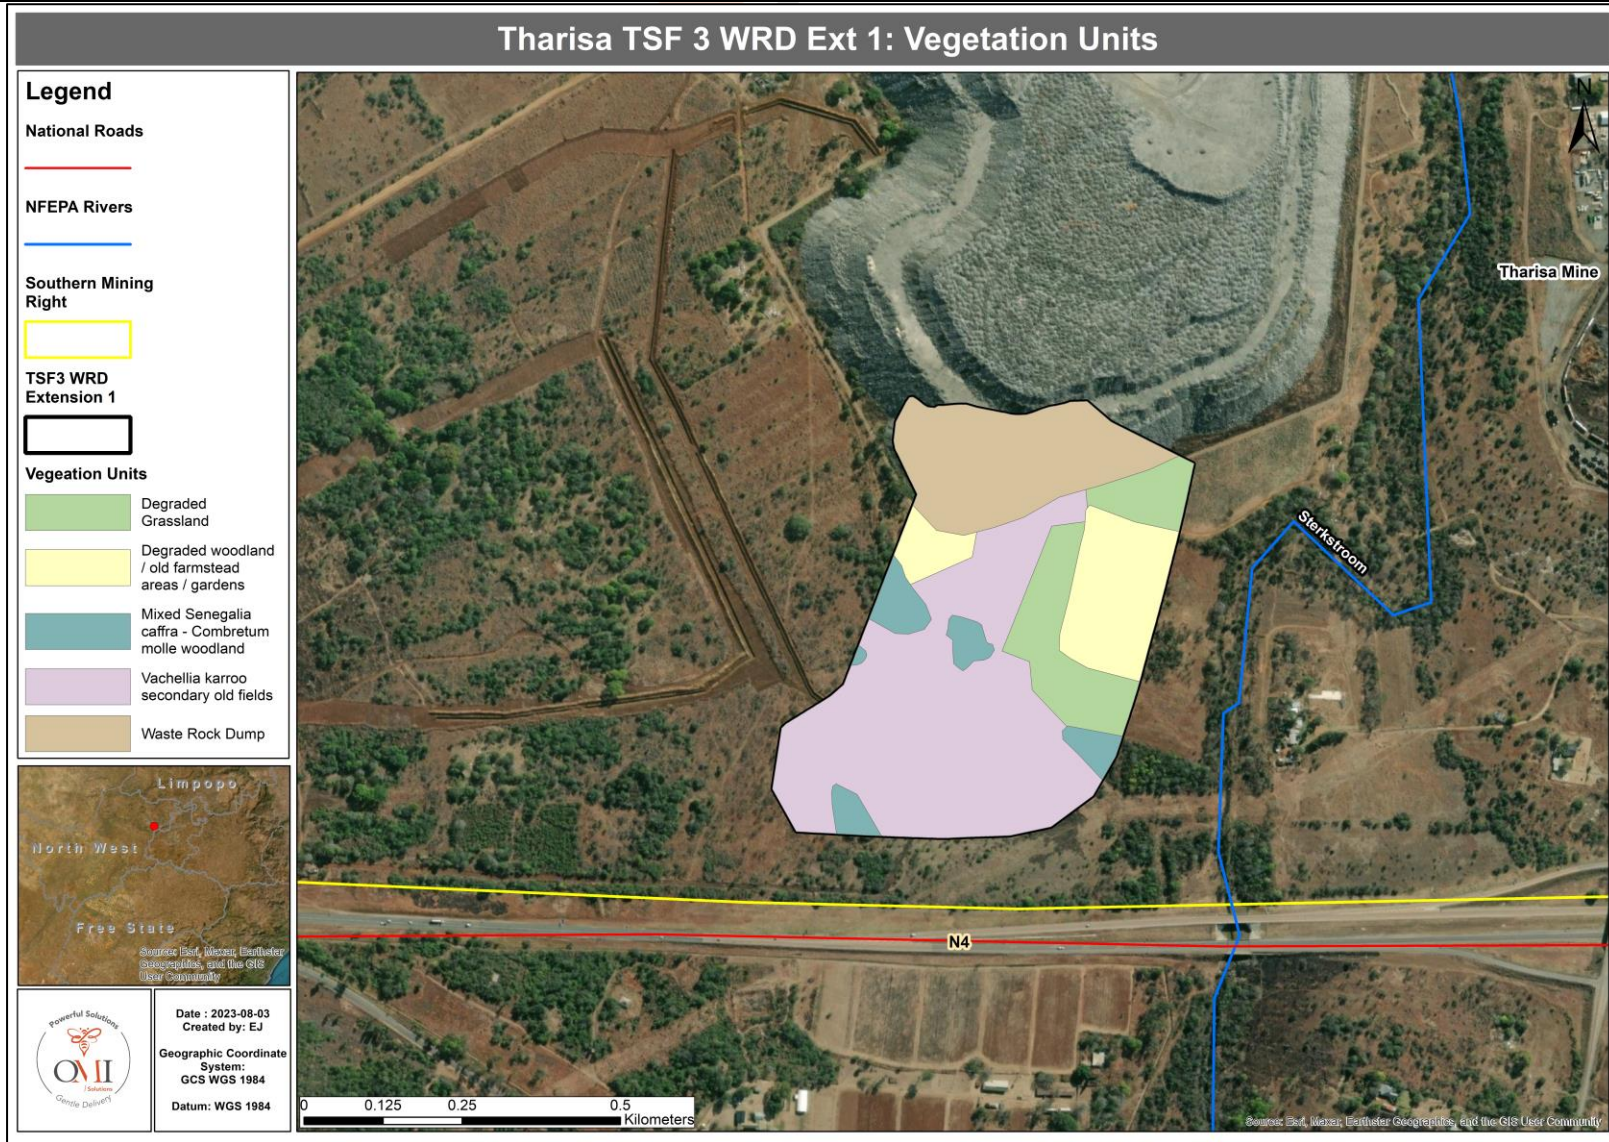 Tharisa TSF 3 WRD Ext 1: Vegetation Units
Legend
National Roads
NFEPA Rivers
Southern Mining
Right
TSF3 WRD
Extension 1
Vegeation Units
Degraded
Grassland
Degraded woodland
/ old farmstead
areas / gardens
Mixed Senegalia
caffra - Combretum
molle woodland
Vachellia karroo
secondary old fields
Waste Rock Dump
N
Tharisa Mine
Sterkstroom
N4
0 0.125 0.25 0.5
Kilometers
Source: Esri, Maxar, Earthstar Geographics, and the GIS User Community
Limpopo
North West
Free State
Source: Esri, Maxar, Earthstar
Geographics, and the GIS
User Community
Powerful Solutions
OMI
Solutions
Gentle Delivery
Date : 2023-08-03
Created by: EJ
Geographic Coordinate
System:
GCS WGS 1984
Datum: WGS 1984